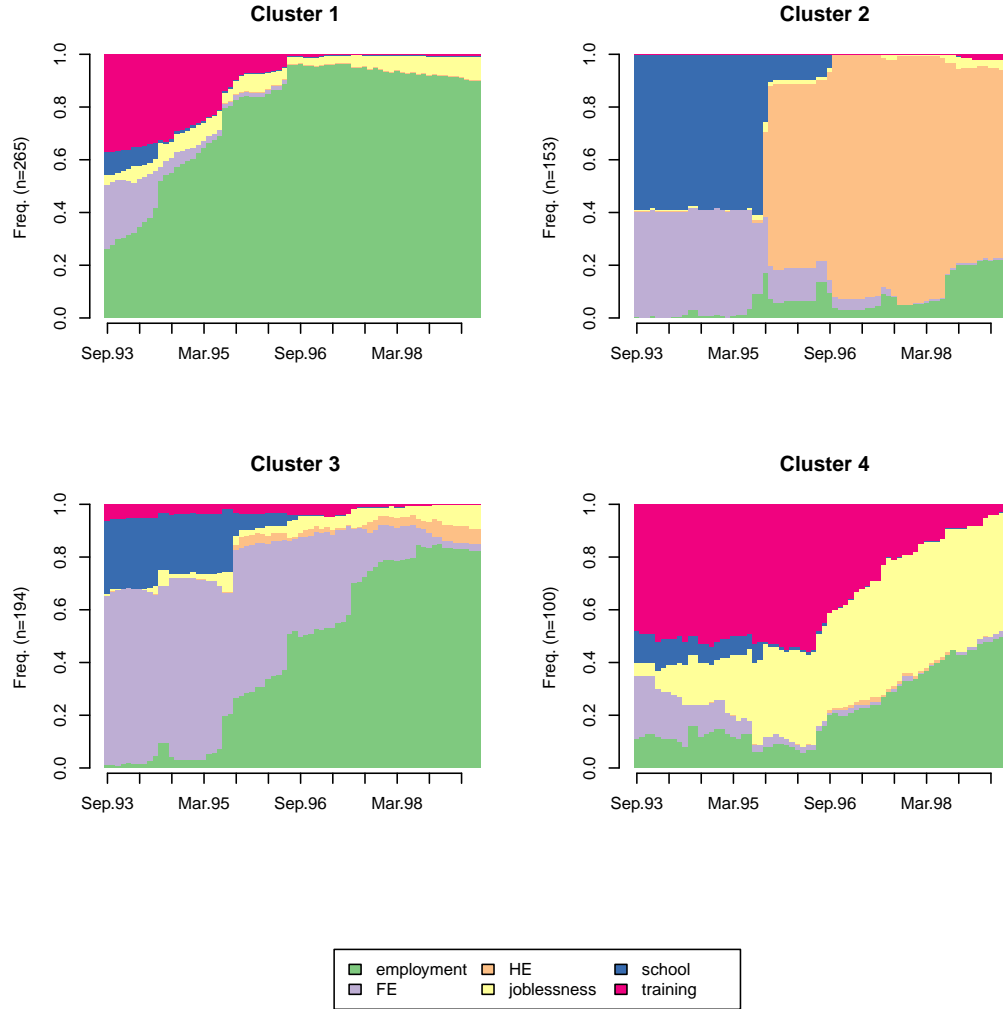 Cluster 1
Freq. (n=265)
0.0 0.2 0.4 0.6 0.8 1.0
Sep.93 Mar.95 Sep.96 Mar.98
Cluster 2
Freq. (n=153)
0.0 0.2 0.4 0.6 0.8 1.0
Sep.93 Mar.95 Sep.96 Mar.98
Cluster 3
Freq. (n=194)
0.0 0.2 0.4 0.6 0.8 1.0
Sep.93 Mar.95 Sep.96 Mar.98
Cluster 4
Freq. (n=100)
0.0 0.2 0.4 0.6 0.8 1.0
Sep.93 Mar.95 Sep.96 Mar.98
employment HE school
FE joblessness training